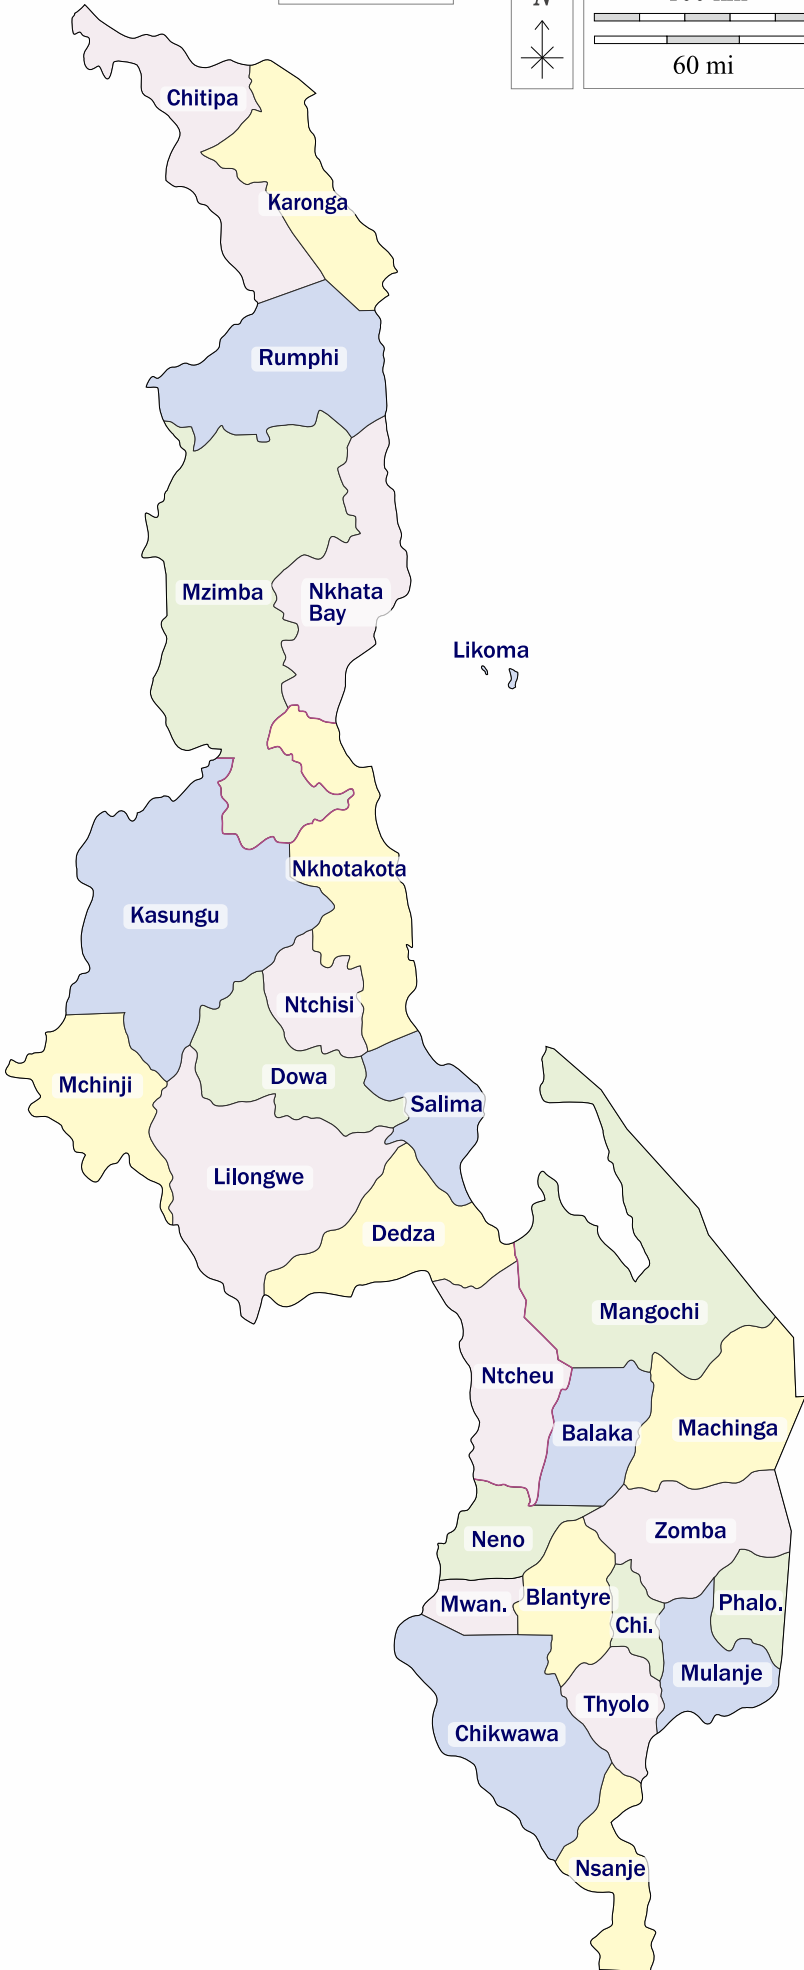 N
60 mi
Chitipa
Karonga
Rumphi
Mzimba
Nkhata
Bay
Likoma
Nkhotakota
Kasungu
Ntchisi
Dowa
Mchinji
Salima
Lilongwe
Dedza
Mangochi
Ntcheu
Balaka
Machinga
Neno
Zomba
Mwan.
Blantyre
Chi.
Phalo.
Mulanje
Thyolo
Chikwawa
Nsanje